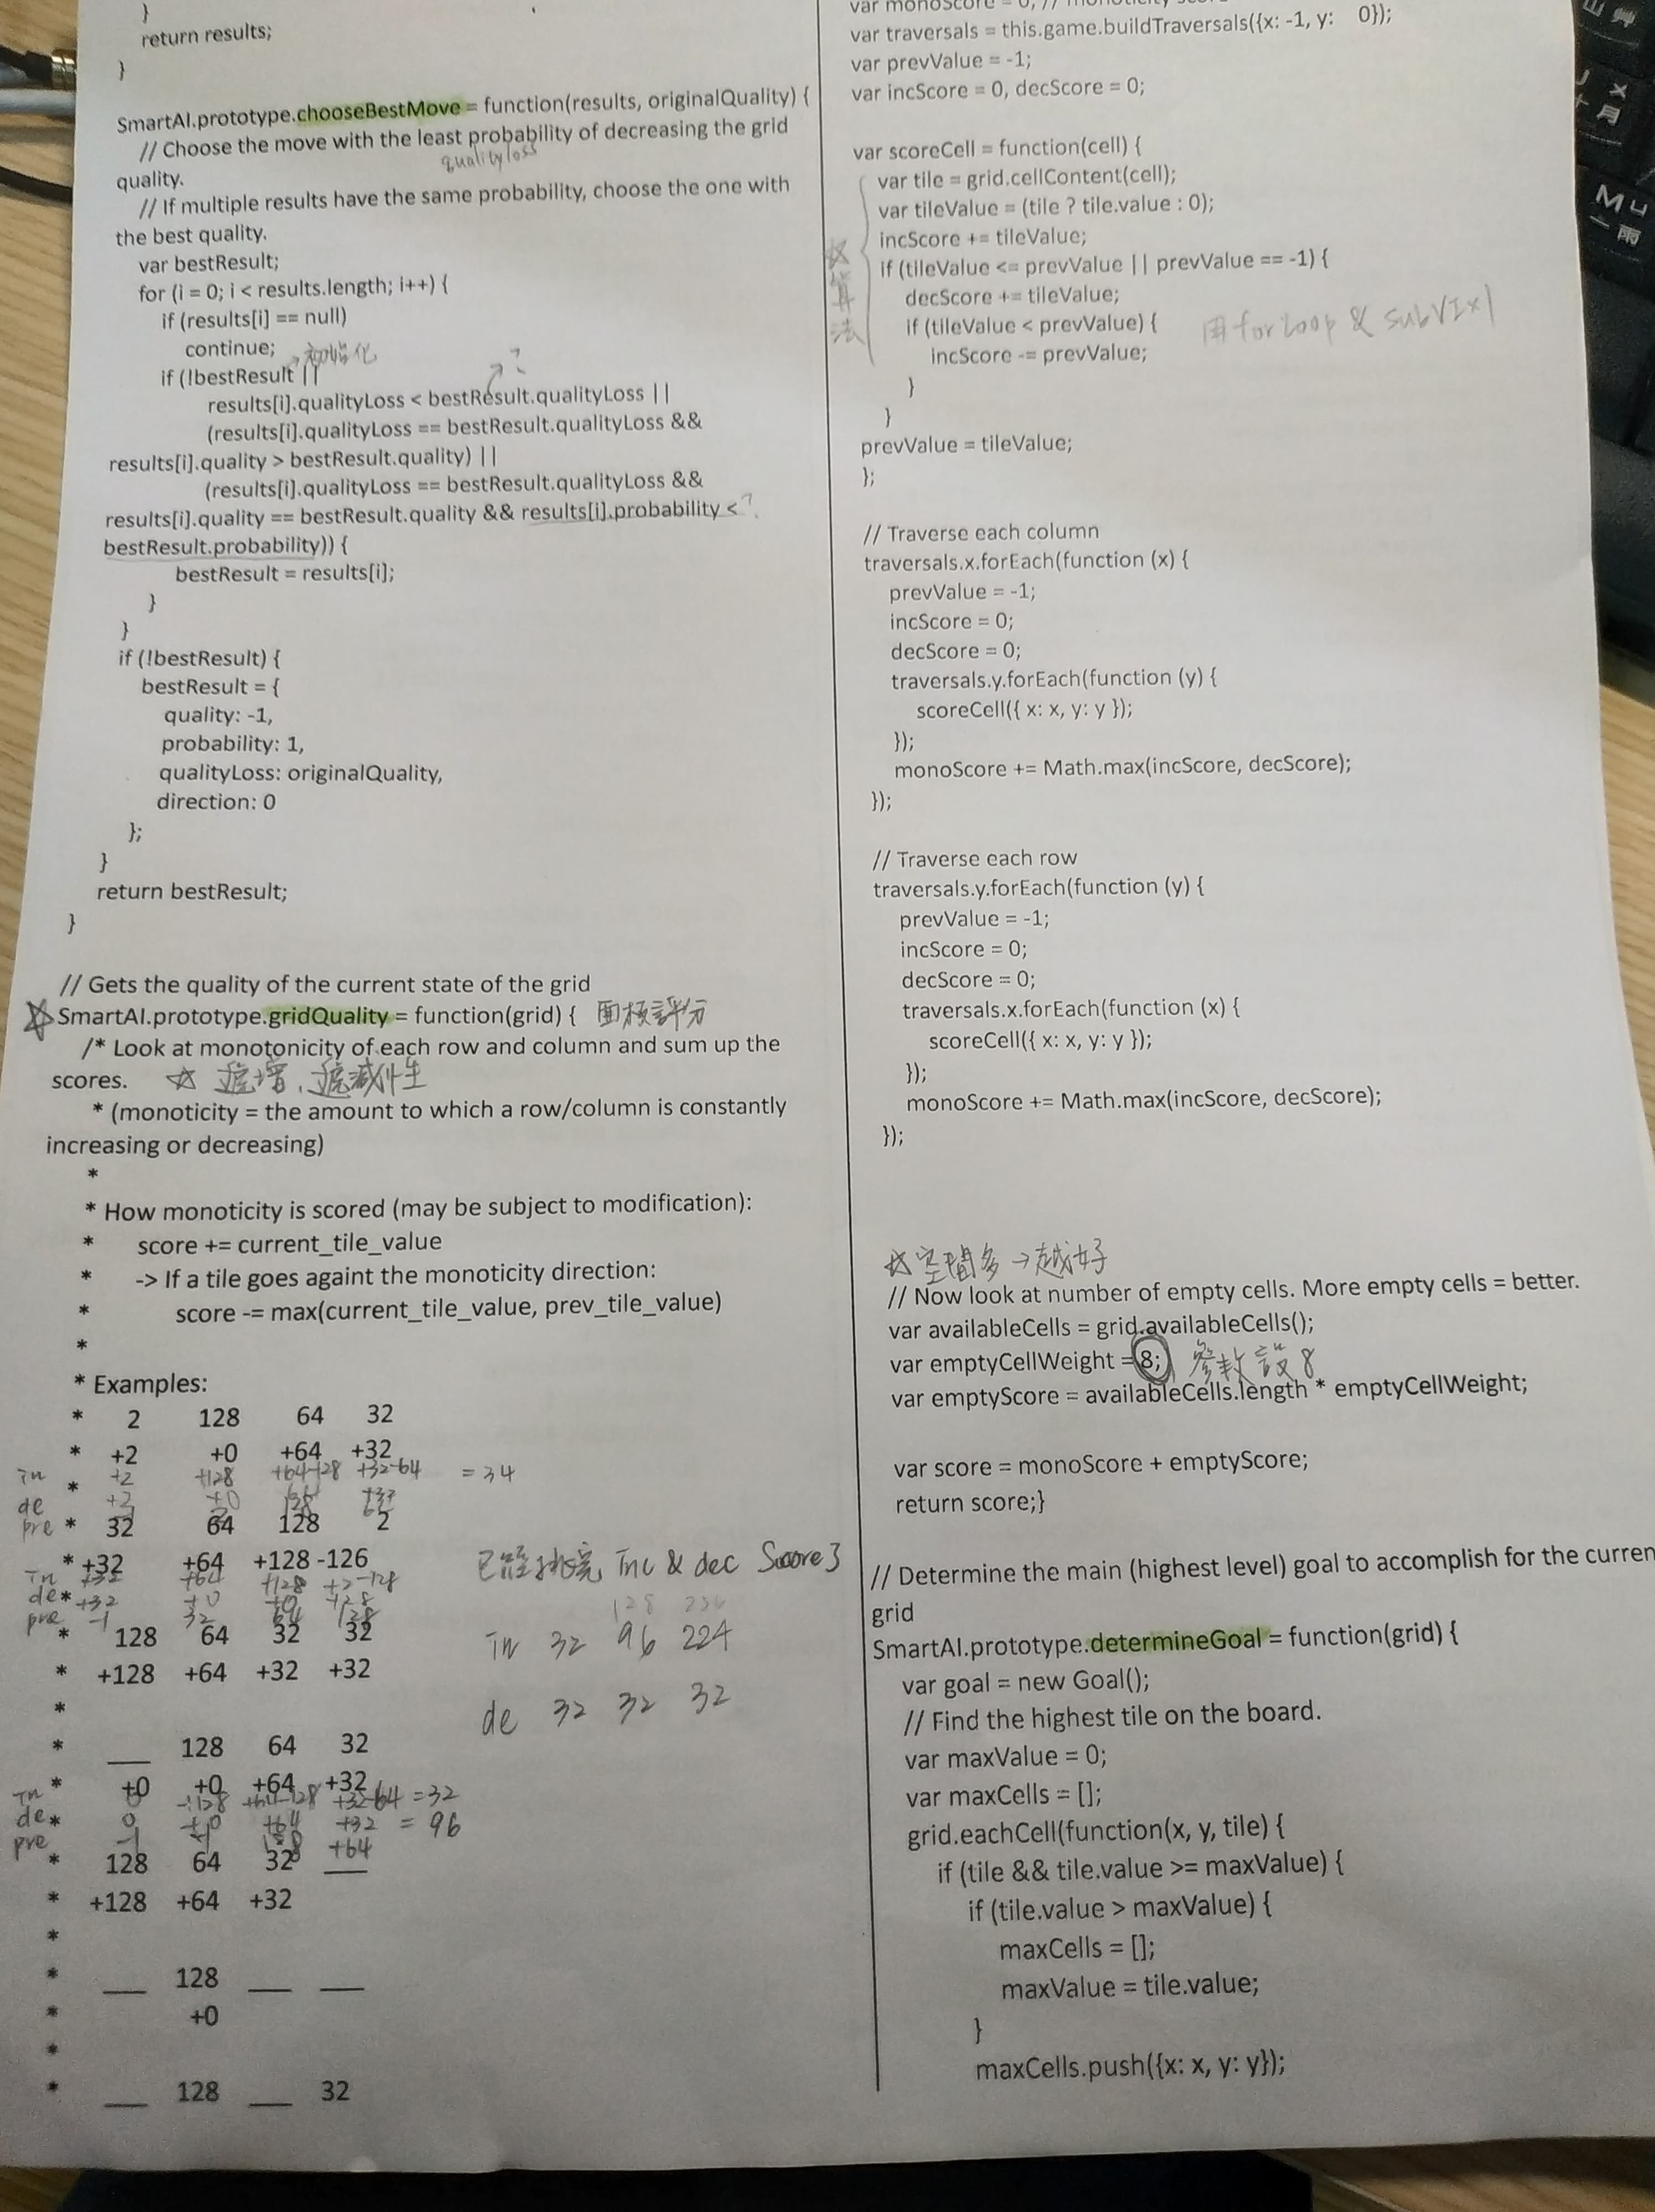 }
return results;
}
SmartAI.prototype.chooseBestMove = function(results, originalQuality) {
// Choose the move with the least probability of decreasing the grid
qualityloss
quality.
// If multiple results have the same probability, choose the one with
the best quality.
var bestResult;
for (i = 0; i < results.length; i++) {
if (results[i] == null)
continue;
初始化
if (!bestResult ||
?
results[i].qualityLoss < bestResult.qualityLoss ||
(results[i].qualityLoss == bestResult.qualityLoss &&
results[i].quality > bestResult.quality) ||
(results[i].qualityLoss == bestResult.qualityLoss &&
results[i].quality == bestResult.quality && results[i].probability < ?
bestResult.probability)) {
bestResult = results[i];
}
}
if (!bestResult) {
bestResult = {
quality: -1,
probability: 1,
qualityLoss: originalQuality,
direction: 0
};
}
return bestResult;
}
// Gets the quality of the current state of the grid
☆ SmartAI.prototype.gridQuality = function(grid) { 面板評分
/* Look at monotonicity of each row and column and sum up the
scores. ☆ 遞增、遞減性
* (monoticity = the amount to which a row/column is constantly
increasing or decreasing)
*
* How monoticity is scored (may be subject to modification):
* score += current_tile_value
* -> If a tile goes againt the monoticity direction:
* score -= max(current_tile_value, prev_tile_value)
*
* Examples:
* 2 128 64 32
* +2 +0 +64 +32
in +2 +128 +64-128 +32-64 = 34
*
de +2 +0
pre * 32 64 128 2
* +32 +64 +128 -126
in +32 +64 +128 +2-128
de * +32 +0 +0 +2
pre -1 32 64 128
* 128 64 32 32
* +128 +64 +32 +32
*
* ___ 128 64 32
* +0 +0 +64 +32
in 0 +128 +64-128 +32-64 = 32
de * 0 +0 +64 +32 = 96
pre -1 128 +64
* 128 64 32 ___
* +128 +64 +32
*
* ___ 128 ___ ___
* +0
*
* ___ 128 ___ 32
inc & dec Score
128 256
in 32 96 224
de 32 32 32
var traversals = this.game.buildTraversals({x: -1, y: 0});
var prevValue = -1;
var incScore = 0, decScore = 0;
var scoreCell = function(cell) {
var tile = grid.cellContent(cell);
var tileValue = (tile ? tile.value : 0);
incScore += tileValue;
if (tileValue <= prevValue || prevValue == -1) {
decScore += tileValue;
if (tileValue < prevValue) {
用 for loop &
incScore -= prevValue;
}
}
算法
prevValue = tileValue;
};
// Traverse each column
traversals.x.forEach(function (x) {
prevValue = -1;
incScore = 0;
decScore = 0;
traversals.y.forEach(function (y) {
scoreCell({ x: x, y: y });
});
monoScore += Math.max(incScore, decScore);
});
// Traverse each row
traversals.y.forEach(function (y) {
prevValue = -1;
incScore = 0;
decScore = 0;
traversals.x.forEach(function (x) {
scoreCell({ x: x, y: y });
});
monoScore += Math.max(incScore, decScore);
});
☆空間多→越好
// Now look at number of empty cells. More empty cells = better.
var availableCells = grid.availableCells();
var emptyCellWeight = 8; 參數設8
var emptyScore = availableCells.length * emptyCellWeight;
var score = monoScore + emptyScore;
return score;}
// Determine the main (highest level) goal to accomplish for the curren
grid
SmartAI.prototype.determineGoal = function(grid) {
var goal = new Goal();
// Find the highest tile on the board.
var maxValue = 0;
var maxCells = [];
grid.eachCell(function(x, y, tile) {
if (tile && tile.value >= maxValue) {
if (tile.value > maxValue) {
maxCells = [];
maxValue = tile.value;
}
maxCells.push({x: x, y: y});